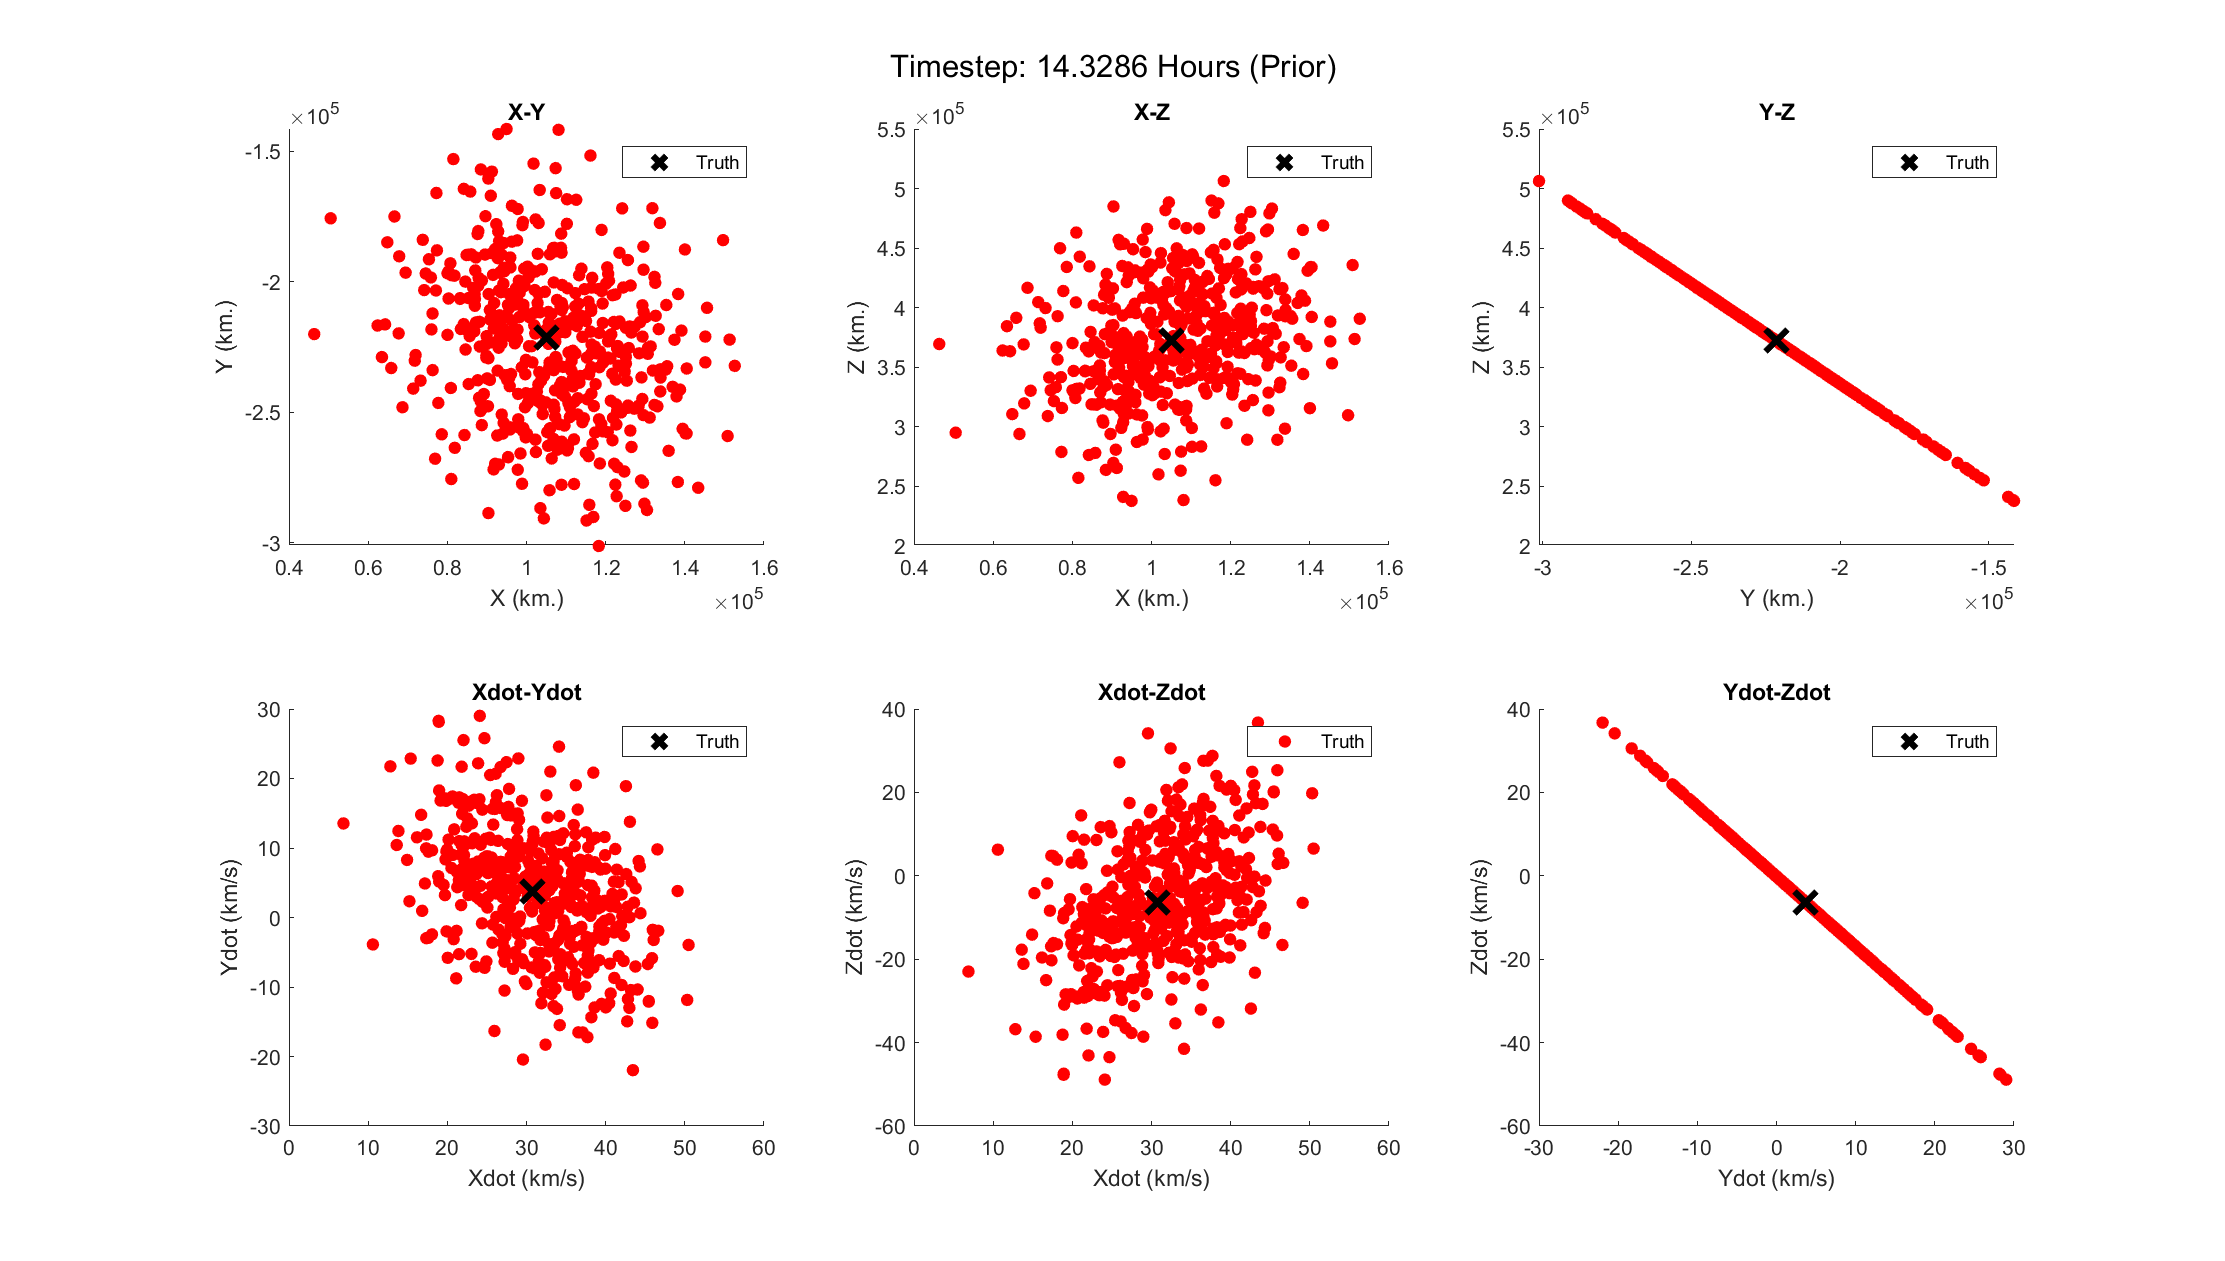 Timestep: 14.3286 Hours (Prior)
X-Y
×10^5
-1.5
-2
-2.5
-3
Y (km.)
0.4 0.6 0.8 1 1.2 1.4 1.6
X (km.)
×10^5
Truth
X-Z
×10^5
5.5
5
4.5
4
3.5
3
2.5
2
Z (km.)
0.4 0.6 0.8 1 1.2 1.4 1.6
X (km.)
×10^5
Truth
Y-Z
×10^5
5.5
5
4.5
4
3.5
3
2.5
2
Z (km.)
-3 -2.5 -2 -1.5
Y (km.)
×10^5
Truth
Xdot-Ydot
30
20
10
0
-10
-20
-30
Ydot (km/s)
0 10 20 30 40 50 60
Xdot (km/s)
Truth
Xdot-Zdot
40
20
0
-20
-40
-60
Zdot (km/s)
0 10 20 30 40 50 60
Xdot (km/s)
Truth
Ydot-Zdot
40
20
0
-20
-40
-60
Zdot (km/s)
-30 -20 -10 0 10 20 30
Ydot (km/s)
Truth